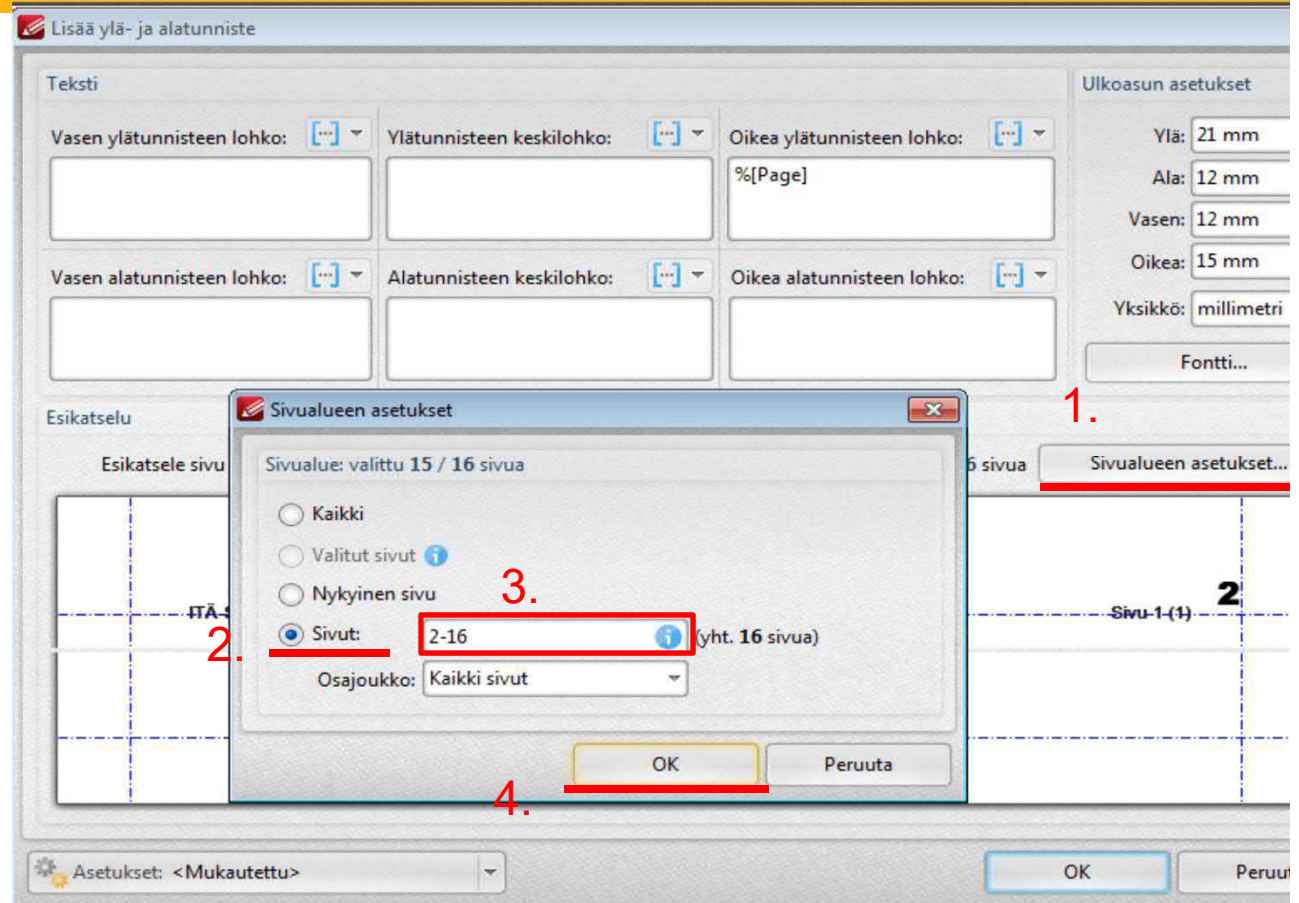 Lisää ylä- ja alatunniste
Teksti
Ulkoasun asetukset
Vasen ylätunnisteen lohko:
Ylätunnisteen keskilohko:
Oikea ylätunnisteen lohko:
Ylä: 21 mm
%[Page]
Ala: 12 mm
Vasen: 12 mm
Vasen alatunnisteen lohko:
Alatunnisteen keskilohko:
Oikea alatunnisteen lohko:
Oikea: 15 mm
Yksikkö: millimetri
Fontti...
Esikatselu
Sivualueen asetukset
1.
Esikatsele sivu
Sivualue: valittu 15 / 16 sivua
6 sivua
Sivualueen asetukset...
Kaikki
Valitut sivut
Nykyinen sivu
3.
ITÄ-
Sivu 1 (1)
2
2.
Sivut:
2-16
(yht. 16 sivua)
Osajoukko: Kaikki sivut
OK
Peruuta
4.
Asetukset: <Mukautettu>
OK
Peruut